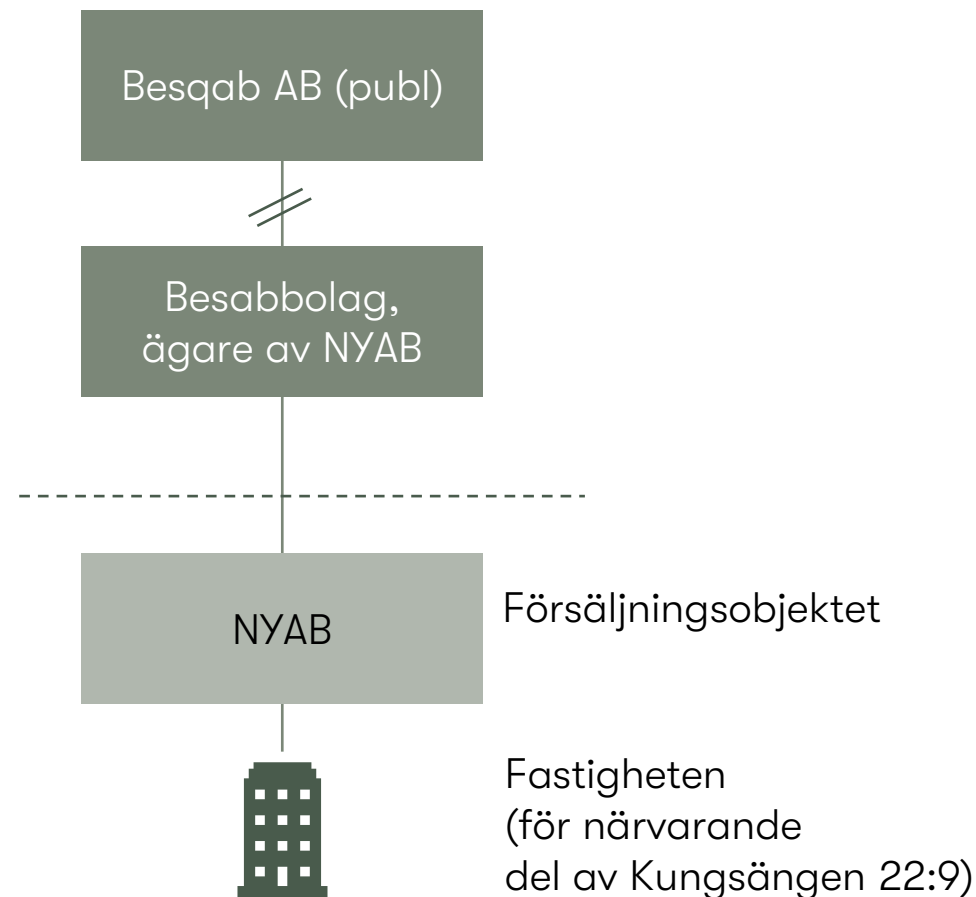 Besqab AB (publ)
Besabbolag,
ägare av NYAB
NYAB
Försäljningsobjektet
Fastigheten
(för närvarande
del av Kungsängen 22:9)